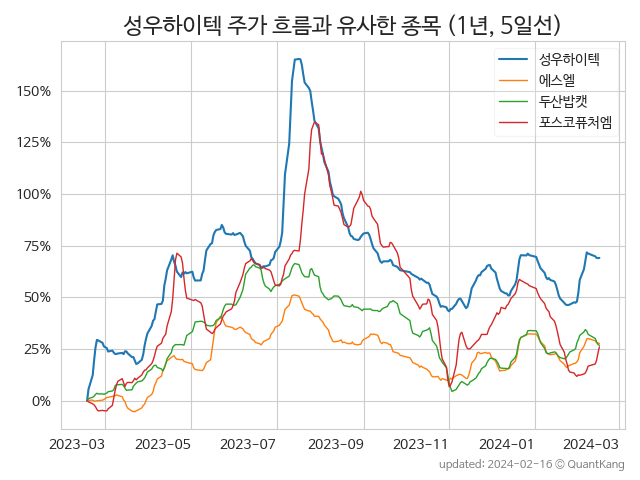 성우하이텍 주가 흐름과 유사한 종목 (1년, 5일선)
성우하이텍
에스엘
두산밥캣
포스코퓨처엠
150%
125%
100%
75%
50%
25%
0%
2023-03 2023-05 2023-07 2023-09 2023-11 2024-01 2024-03
updated: 2024-02-16 © QuantKang